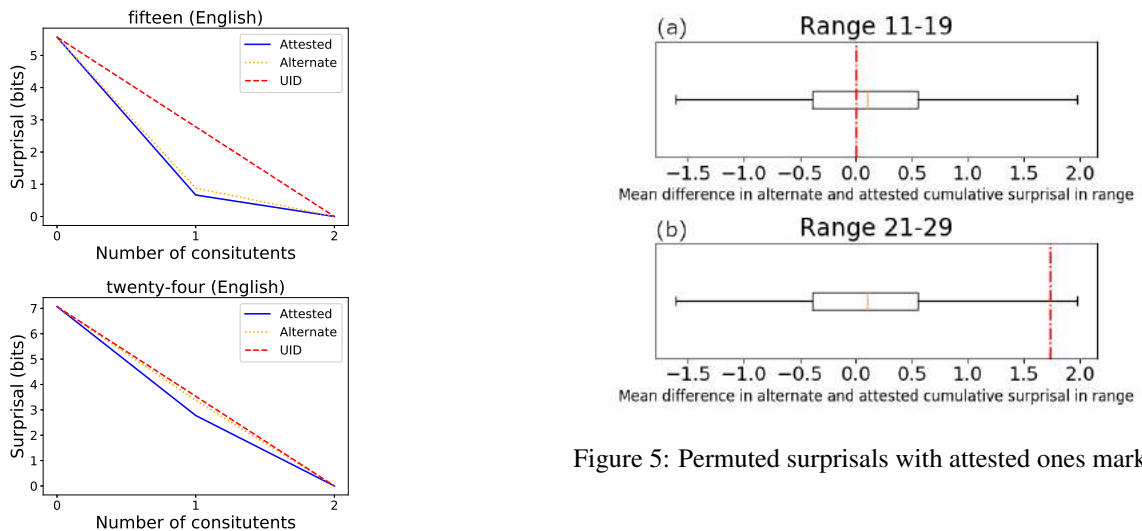 fifteen (English)
Surprisal (bits)
5
4
3
2
1
0
Attested
Alternate
UID
0 1 2
Number of consitutents
twenty-four (English)
Surprisal (bits)
7
6
5
4
3
2
1
0
Attested
Alternate
UID
0 1 2
Number of consitutents
(a) Range 11-19
−1.5 −1.0 −0.5 0.0 0.5 1.0 1.5 2.0
Mean difference in alternate and attested cumulative surprisal in range
(b) Range 21-29
−1.5 −1.0 −0.5 0.0 0.5 1.0 1.5 2.0
Mean difference in alternate and attested cumulative surprisal in range
Figure 5: Permuted surprisals with attested ones mark